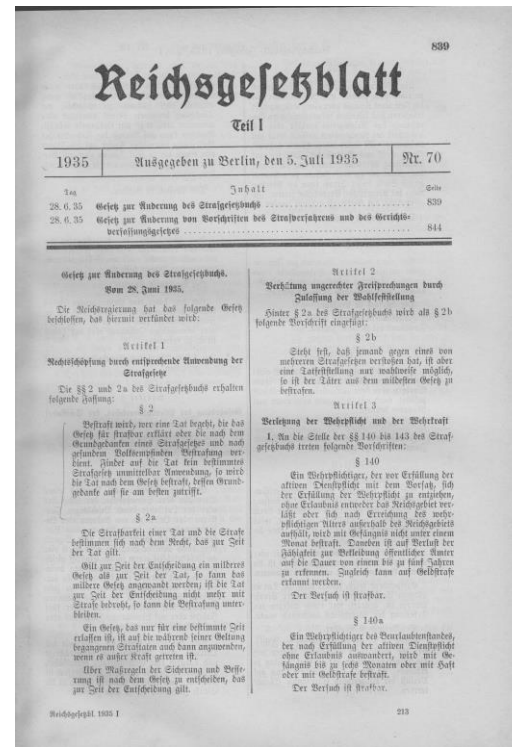 839
Reichsgesetzblatt
Teil I
1935
Ausgegeben zu Berlin, den 5. Juli 1935
Nr. 70
Tag
Inhalt
Seite
28. 6. 35 Gesetz zur Änderung des Strafgesetzbuchs ........ 839
28. 6. 35 Gesetz zur Änderung von Vorschriften des Strafverfahrens und des Gerichts-
verfassungsgesetzes ........ 844
Gesetz zur Änderung des Strafgesetzbuchs.
Vom 28. Juni 1935.
Die Reichsregierung hat das folgende Gesetz
beschlossen, das hiermit verkündet wird:
Artikel 1
Rechtsschöpfung durch entsprechende Anwendung der
Strafgesetze
Die §§ 2 und 2a des Strafgesetzbuchs erhalten
folgende Fassung:
§ 2
Bestraft wird, wer eine Tat begeht, die das
Gesetz für strafbar erklärt oder die nach dem
Grundgedanken eines Strafgesetzes und nach
gesundem Volksempfinden Bestrafung ver-
dient. Findet auf die Tat kein bestimmtes
Strafgesetz unmittelbar Anwendung, so wird
die Tat nach dem Gesetz bestraft, dessen Grund-
gedanke auf sie am besten zutrifft.
§ 2a
Die Strafbarkeit einer Tat und die Strafe
bestimmen sich nach dem Recht, das zur Zeit
der Tat gilt.
Gilt zur Zeit der Entscheidung ein milderes
Gesetz als zur Zeit der Tat, so kann das
mildere Gesetz angewandt werden; ist die Tat
zur Zeit der Entscheidung nicht mehr mit
Strafe bedroht, so kann die Bestrafung unter-
bleiben.
Ein Gesetz, das nur für eine bestimmte Zeit
erlassen ist, ist auf die während seiner Geltung
begangenen Straftaten auch dann anzuwenden,
wenn es außer Kraft getreten ist.
Über Maßregeln der Sicherung und Besse-
rung ist nach dem Gesetz zu entscheiden, das
zur Zeit der Entscheidung gilt.
Artikel 2
Verhütung ungerechter Freisprechungen durch
Zulassung der Wahlfeststellung
Hinter § 2a des Strafgesetzbuchs wird als § 2b
folgende Vorschrift eingefügt:
§ 2b
Steht fest, daß jemand gegen eines von
mehreren Strafgesetzen verstoßen hat, ist aber
eine Tatfeststellung nur wahlweise möglich,
so ist der Täter aus dem mildesten Gesetz zu
bestrafen.
Artikel 3
Verletzung der Wehrpflicht und der Wehrkraft
1. An die Stelle der §§ 140 bis 143 des Straf-
gesetzbuchs treten folgende Vorschriften:
§ 140
Ein Wehrpflichtiger, der vor Erfüllung der
aktiven Dienstpflicht mit dem Vorsatz, sich
der Erfüllung der Wehrpflicht zu entziehen,
ohne Erlaubnis entweder das Reichsgebiet ver-
läßt oder sich nach Erreichung des wehr-
pflichtigen Alters außerhalb des Reichsgebiets
aufhält, wird mit Gefängnis nicht unter einem
Monat bestraft. Daneben ist auf Verlust der
Fähigkeit zur Bekleidung öffentlicher Ämter
auf die Dauer von einem bis zu fünf Jahren
zu erkennen. Zugleich kann auf Geldstrafe
erkannt werden.
Der Versuch ist strafbar.
§ 140a
Ein Wehrpflichtiger des Beurlaubtenstandes,
der nach Erfüllung der aktiven Dienstpflicht
ohne Erlaubnis auswandert, wird mit Ge-
fängnis bis zu sechs Monaten oder mit Haft
oder mit Geldstrafe bestraft.
Der Versuch ist strafbar.
Reichsgesetzbl. 1935 I
213